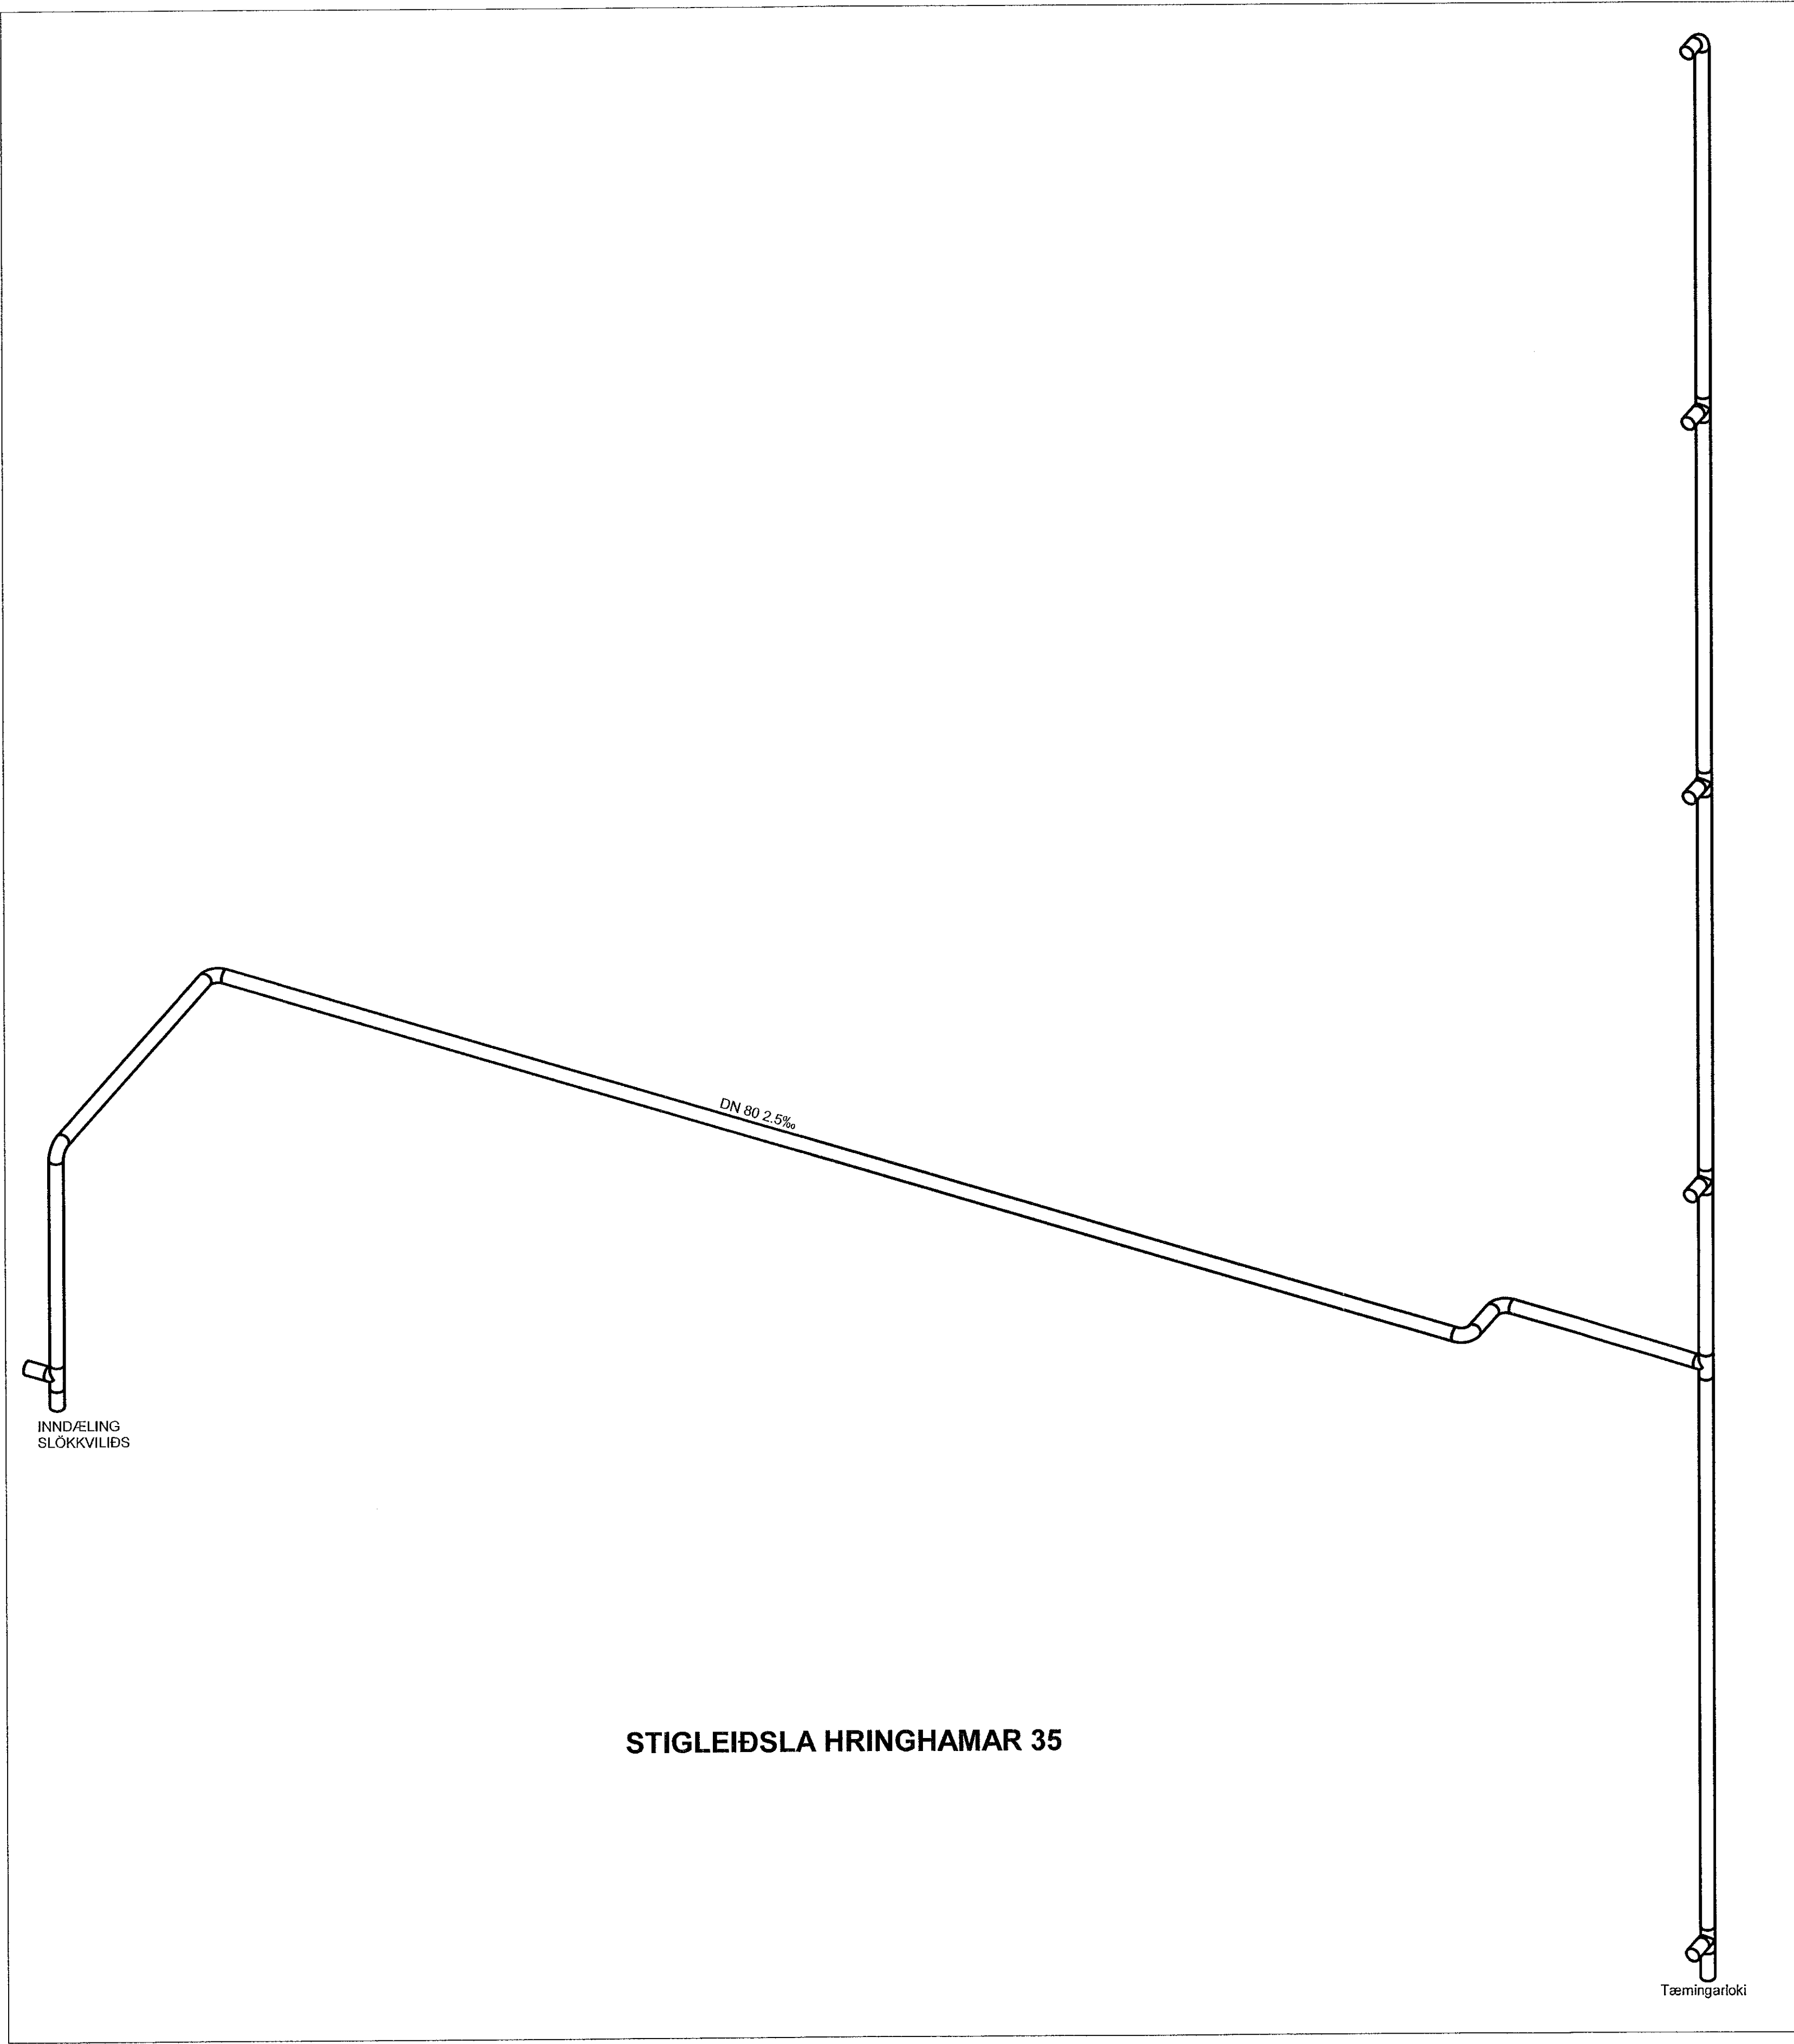 DN 80 2.5‰
INNDÆLING
SLÖKKVILIÐS
STIGLEIÐSLA HRINGHAMAR 35
Tæmingarloki